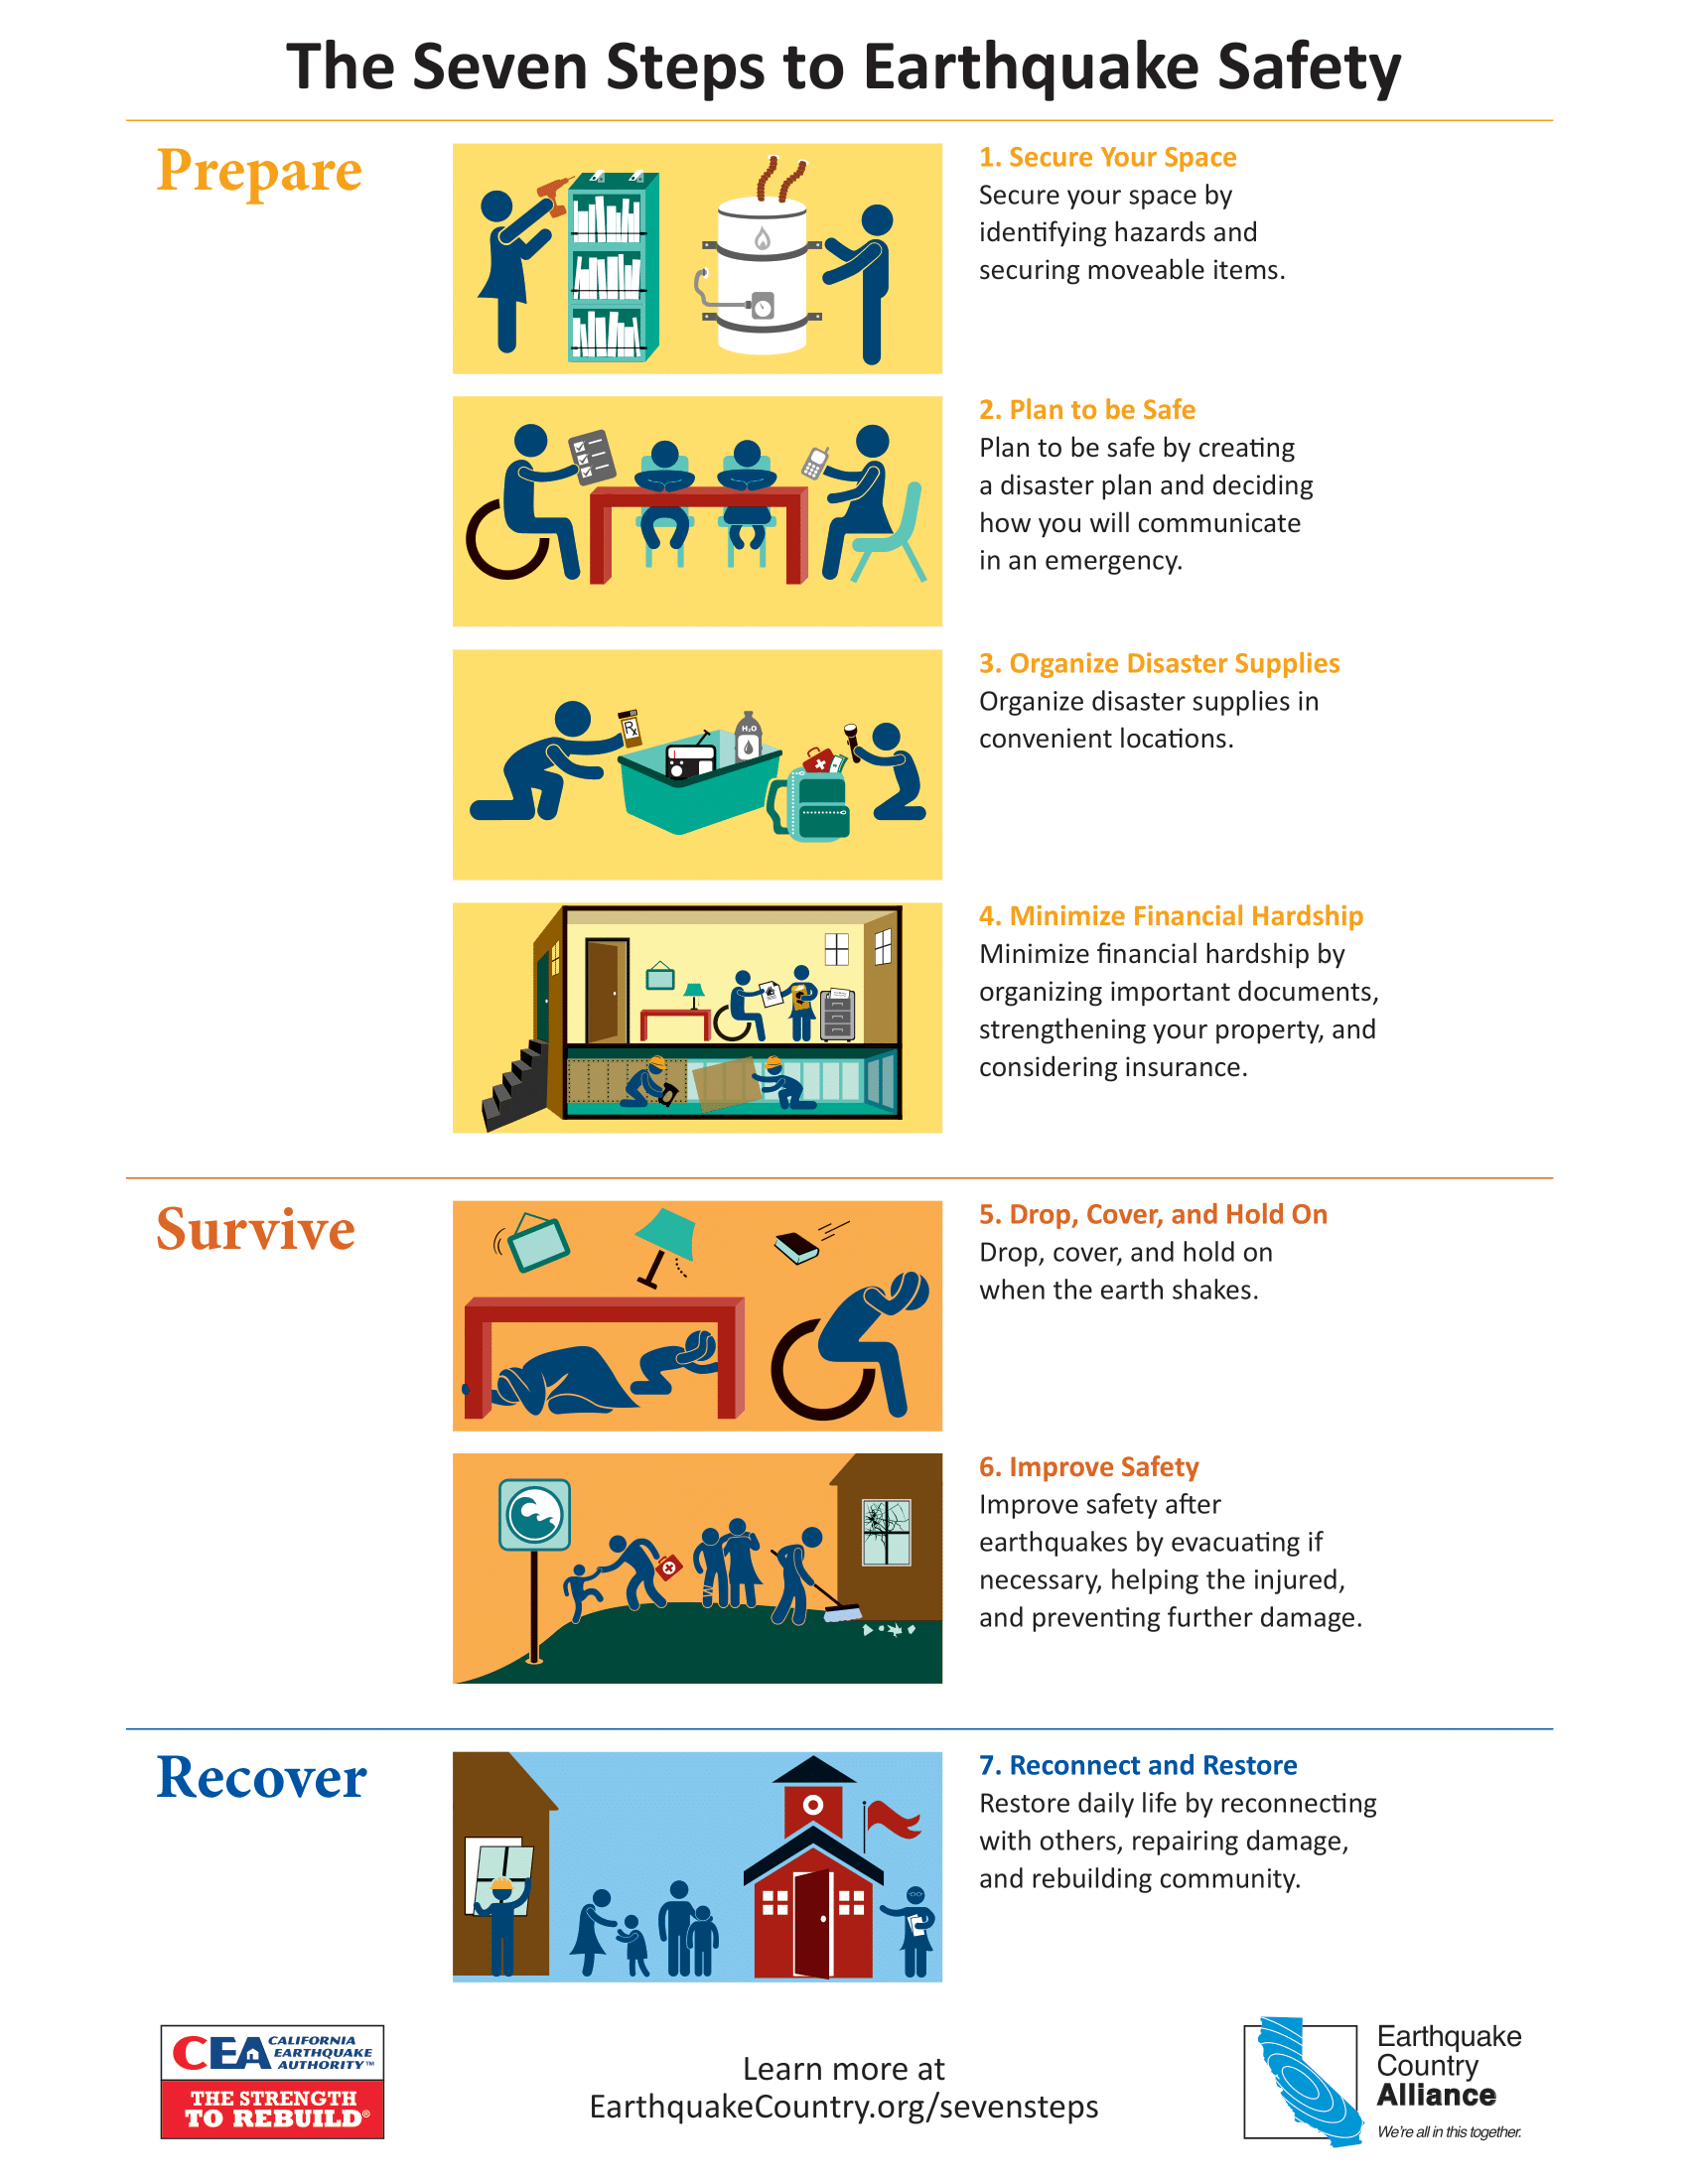 The Seven Steps to Earthquake Safety
Prepare
1. Secure Your Space
Secure your space by
identifying hazards and
securing moveable items.
2. Plan to be Safe
Plan to be safe by creating
a disaster plan and deciding
how you will communicate
in an emergency.
3. Organize Disaster Supplies
Organize disaster supplies in
convenient locations.
Rx
H₂O
4. Minimize Financial Hardship
Minimize financial hardship by
organizing important documents,
strengthening your property, and
considering insurance.
Survive
5. Drop, Cover, and Hold On
Drop, cover, and hold on
when the earth shakes.
6. Improve Safety
Improve safety after
earthquakes by evacuating if
necessary, helping the injured,
and preventing further damage.
Recover
7. Reconnect and Restore
Restore daily life by reconnecting
with others, repairing damage,
and rebuilding community.
CEA CALIFORNIA
EARTHQUAKE
AUTHORITY™
THE STRENGTH
TO REBUILD®
Learn more at
EarthquakeCountry.org/sevensteps
Earthquake
Country
Alliance
We're all in this together.